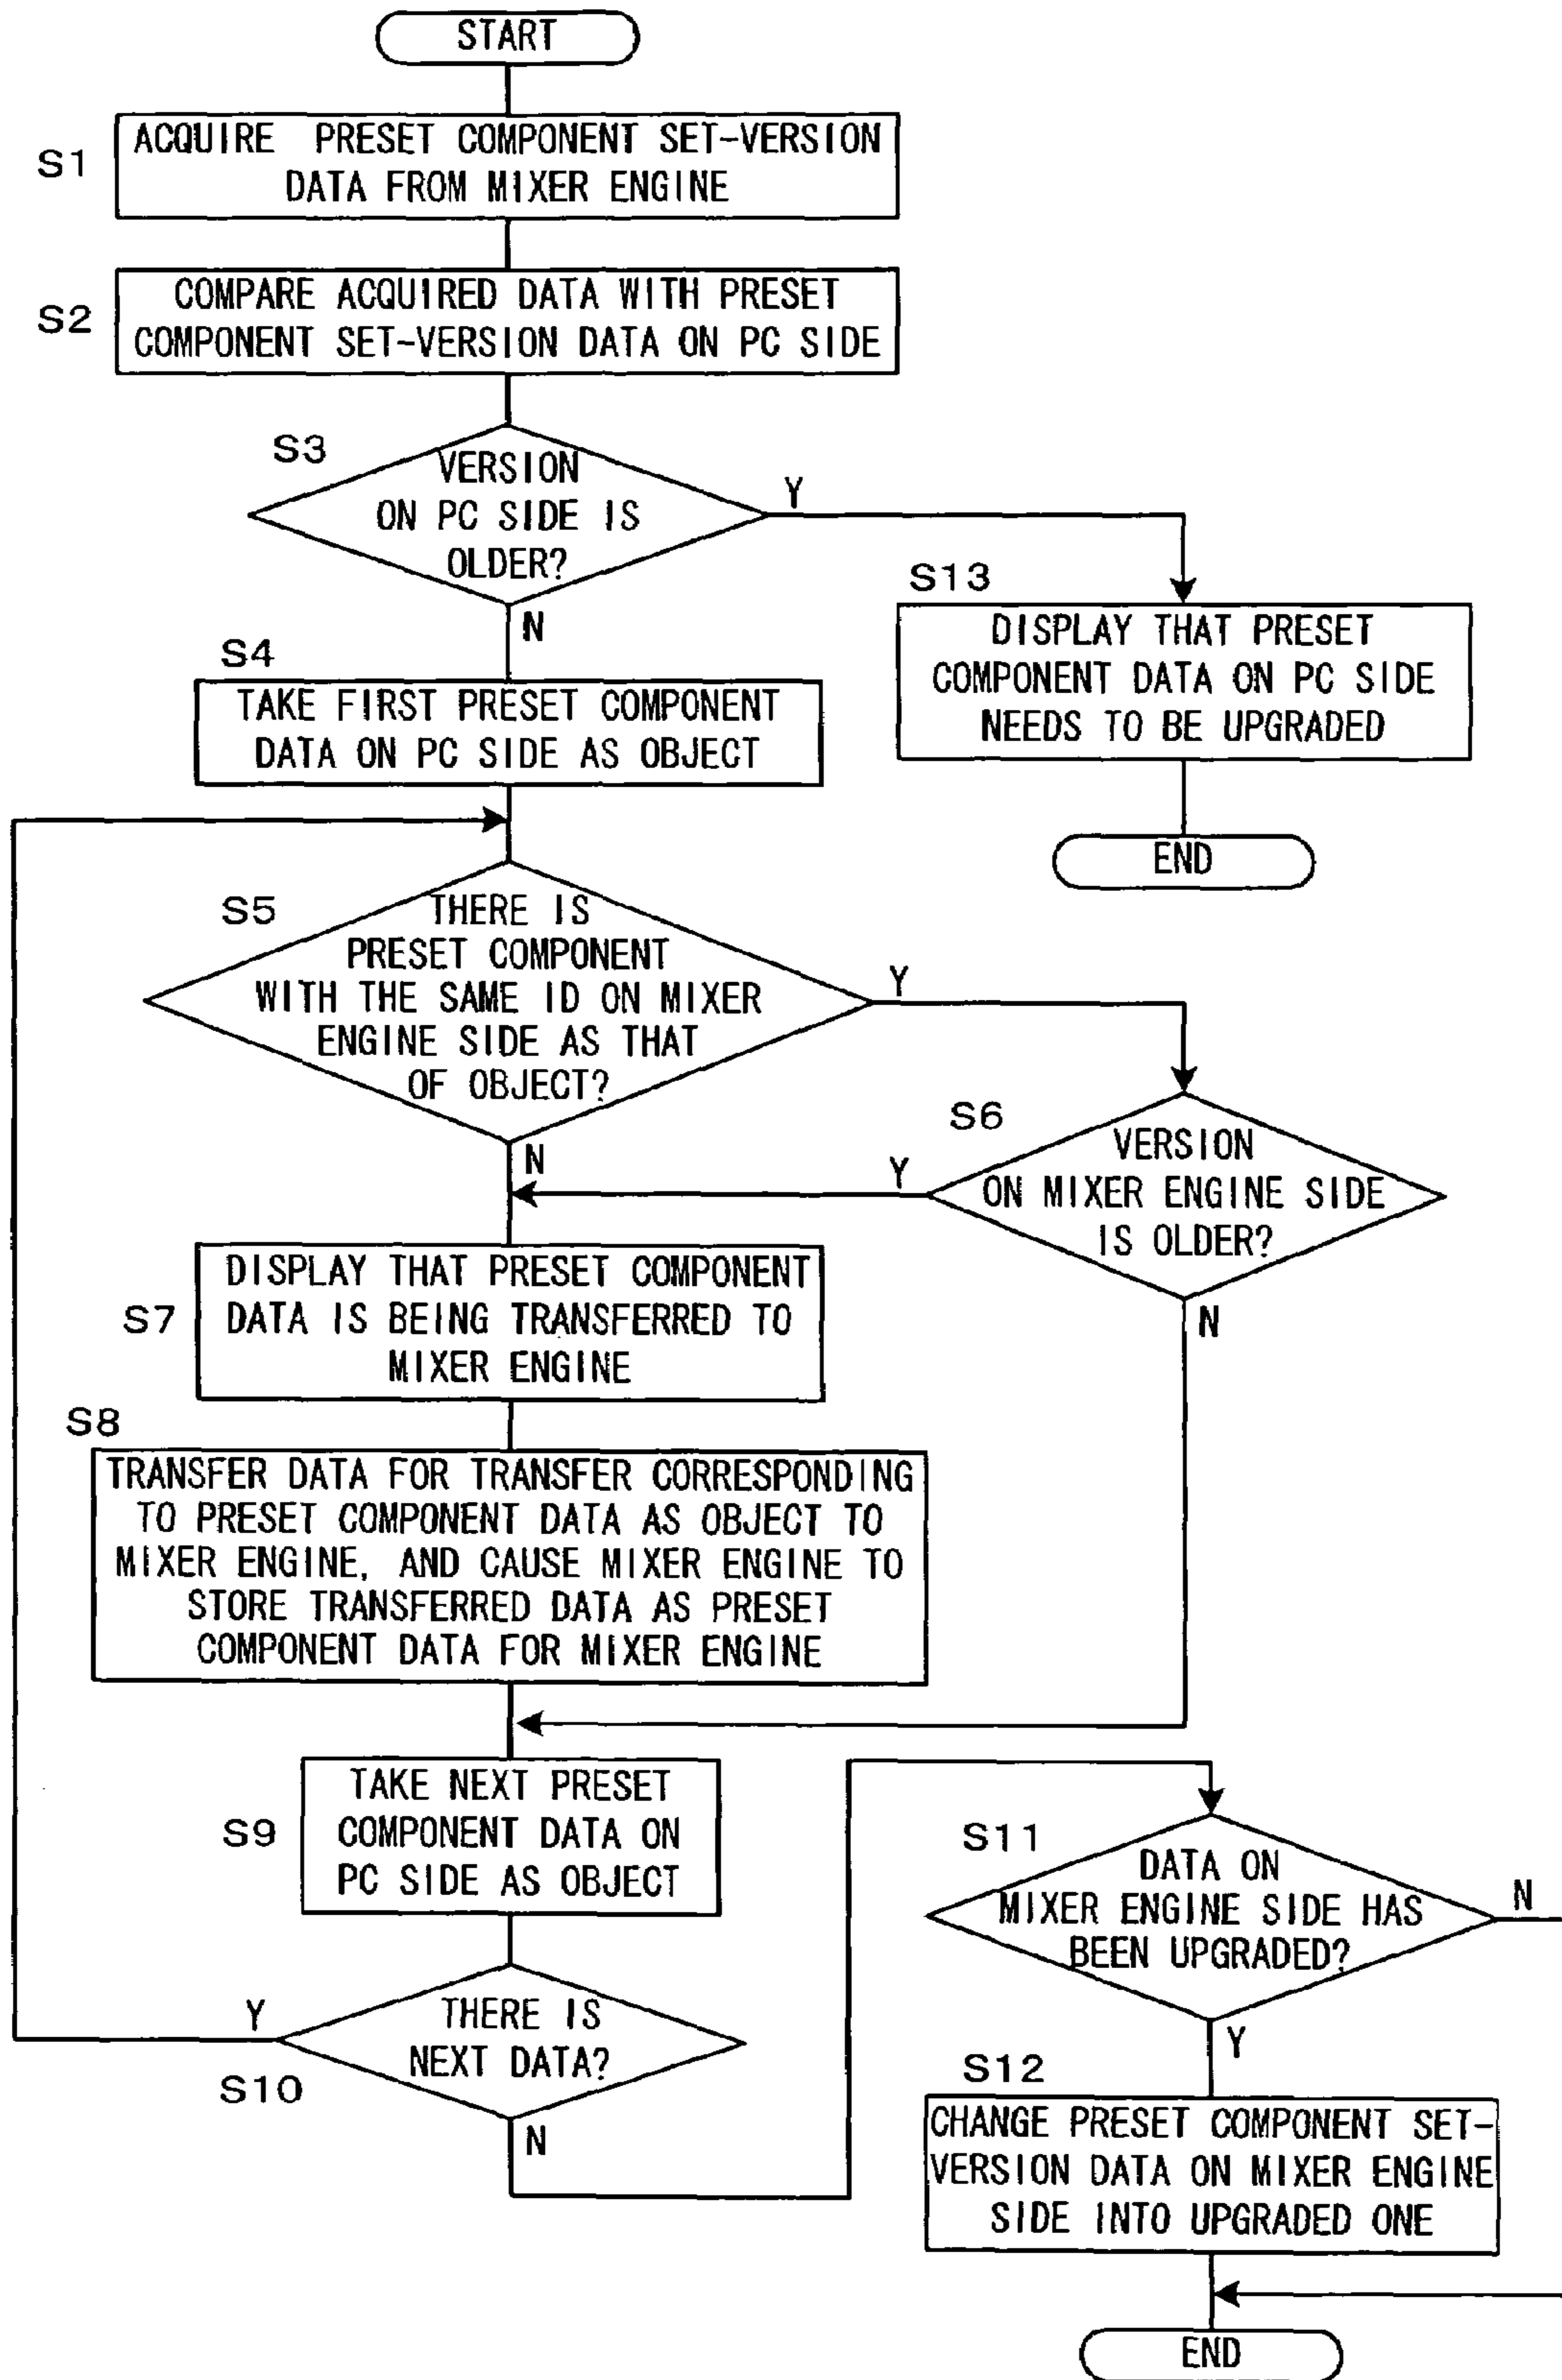 START
S1
ACQUIRE PRESET COMPONENT SET-VERSION
DATA FROM MIXER ENGINE
S2
COMPARE ACQUIRED DATA WITH PRESET
COMPONENT SET-VERSION DATA ON PC SIDE
S3
VERSION
ON PC SIDE IS
OLDER?
Y
N
S13
DISPLAY THAT PRESET
COMPONENT DATA ON PC SIDE
NEEDS TO BE UPGRADED
END
S4
TAKE FIRST PRESET COMPONENT
DATA ON PC SIDE AS OBJECT
S5
THERE IS
PRESET COMPONENT
WITH THE SAME ID ON MIXER
ENGINE SIDE AS THAT
OF OBJECT?
Y
N
S6
VERSION
ON MIXER ENGINE SIDE
IS OLDER?
Y
N
S7
DISPLAY THAT PRESET COMPONENT
DATA IS BEING TRANSFERRED TO
MIXER ENGINE
S8
TRANSFER DATA FOR TRANSFER CORRESPONDING
TO PRESET COMPONENT DATA AS OBJECT TO
MIXER ENGINE, AND CAUSE MIXER ENGINE TO
STORE TRANSFERRED DATA AS PRESET
COMPONENT DATA FOR MIXER ENGINE
S9
TAKE NEXT PRESET
COMPONENT DATA ON
PC SIDE AS OBJECT
Y
THERE IS
NEXT DATA?
S10
N
S11
DATA ON
MIXER ENGINE SIDE HAS
BEEN UPGRADED?
N
Y
S12
CHANGE PRESET COMPONENT SET-
VERSION DATA ON MIXER ENGINE
SIDE INTO UPGRADED ONE
END